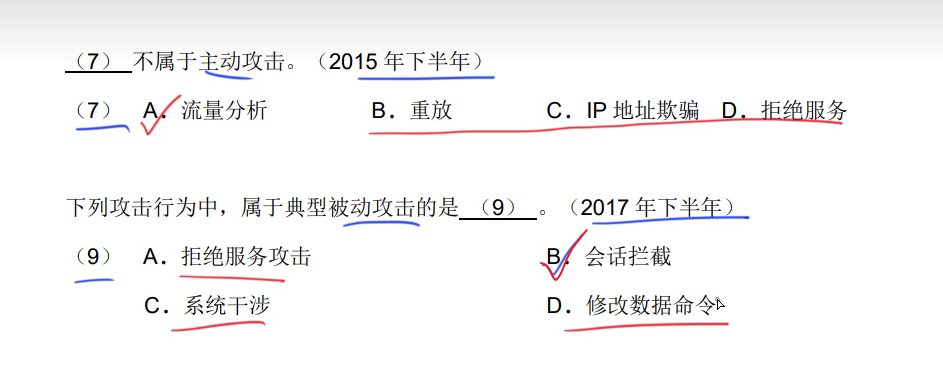 （7） 不属于主动攻击。（2015 年下半年）
（7） A．流量分析 B．重放 C．IP 地址欺骗 D．拒绝服务
下列攻击行为中，属于典型被动攻击的是 （9） 。（2017 年下半年）
（9） A．拒绝服务攻击 B．会话拦截
C．系统干涉 D．修改数据命令